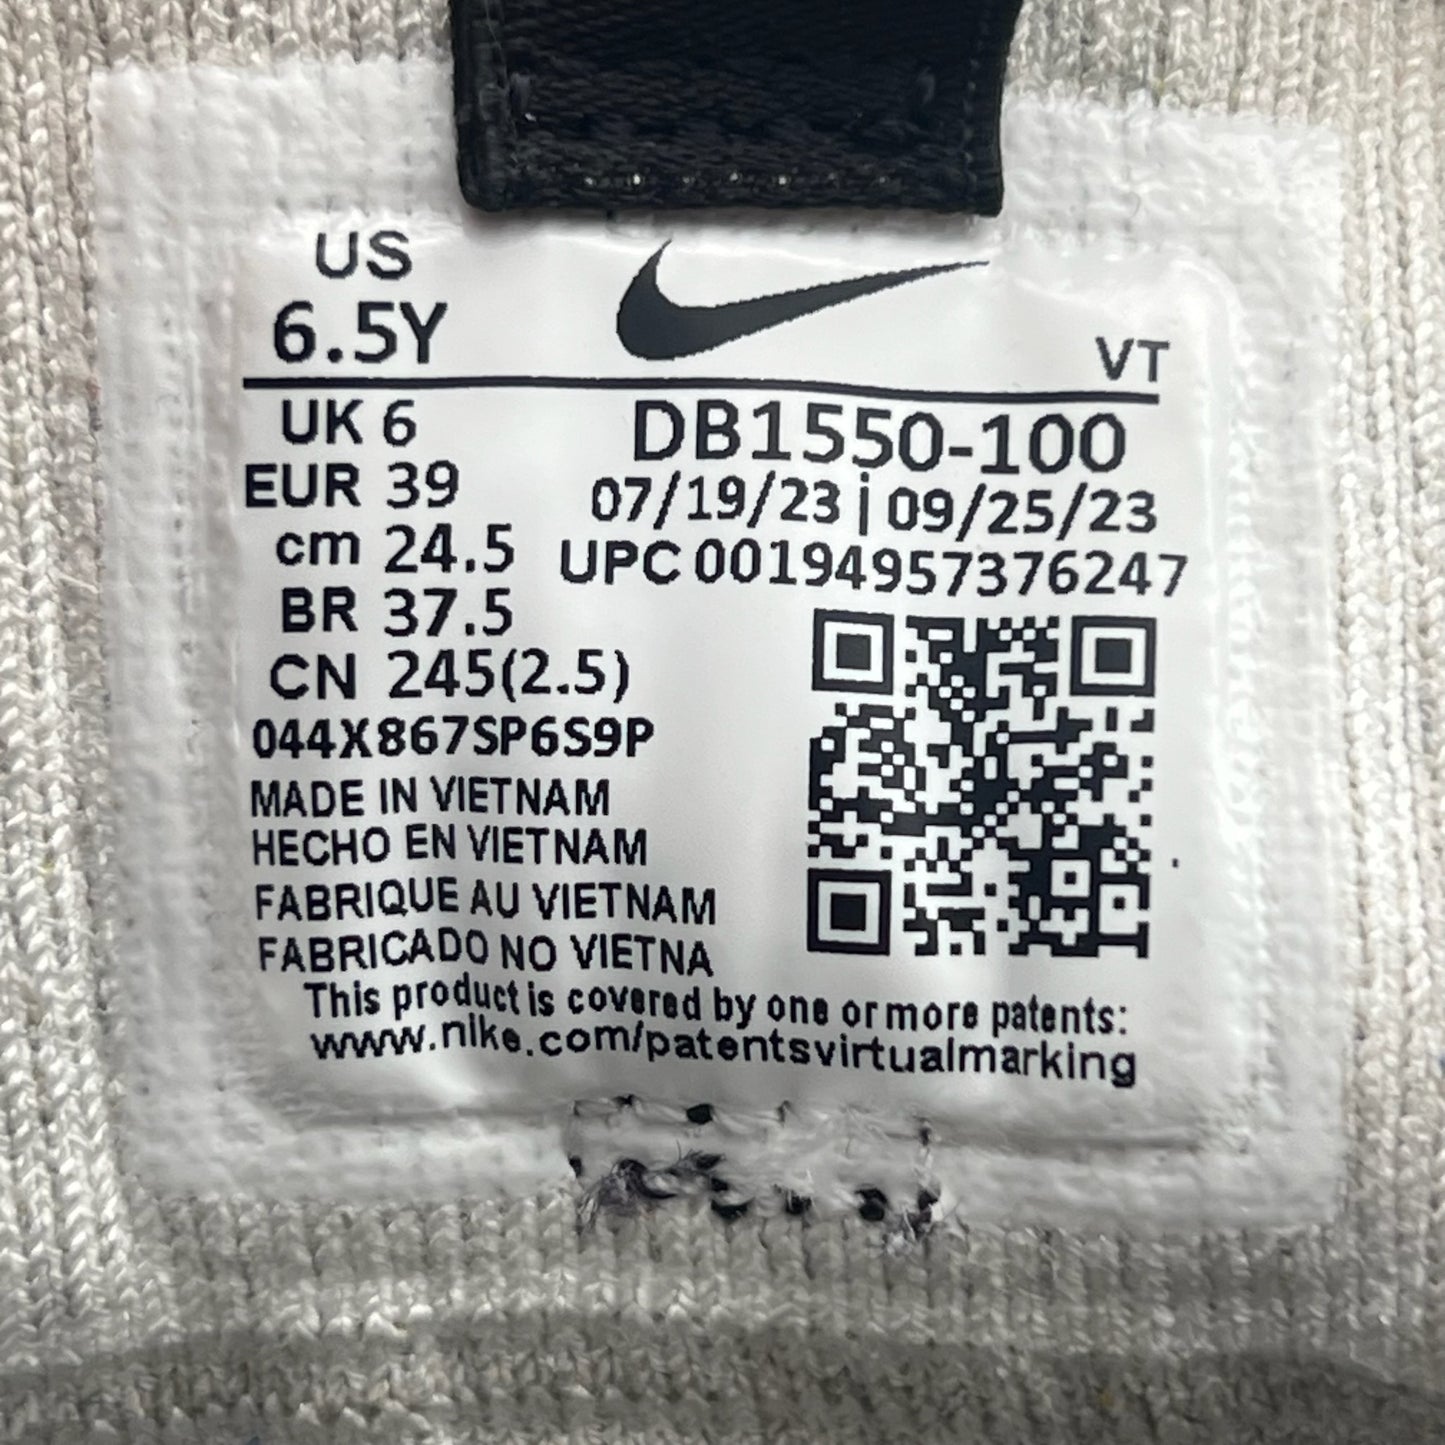 US
6.5Y
VT
UK 6
EUR 39
cm 24.5
BR 37.5
CN 245(2.5)
DB1550-100
07/19/23 | 09/25/23
UPC 00194957376247
044X867SP6S9P
MADE IN VIETNAM
HECHO EN VIETNAM
FABRIQUE AU VIETNAM
FABRICADO NO VIETNA
This product is covered by one or more patents:
www.nike.com/patentsvirtualmarking